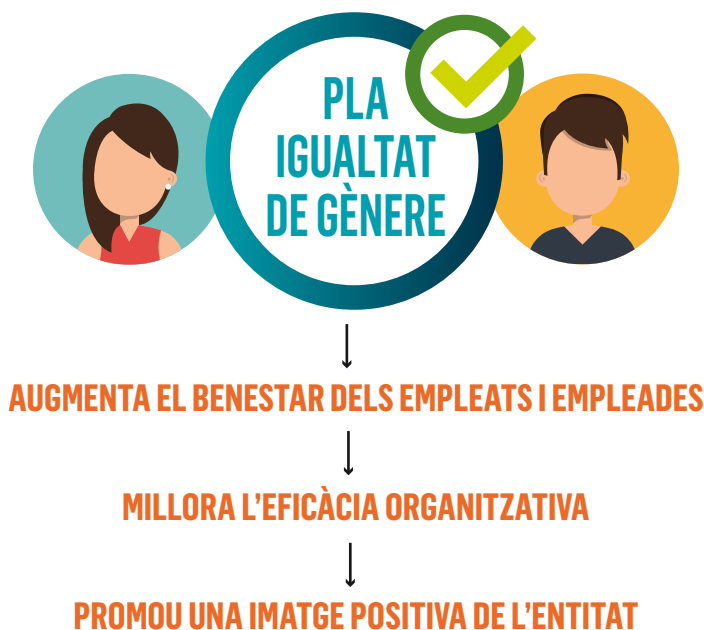 PLA
IGUALTAT
DE GÈNERE
AUGMENTA EL BENESTAR DELS EMPLEATS I EMPLEADES
MILLORA L'EFICÀCIA ORGANITZATIVA
PROMOU UNA IMATGE POSITIVA DE L'ENTITAT